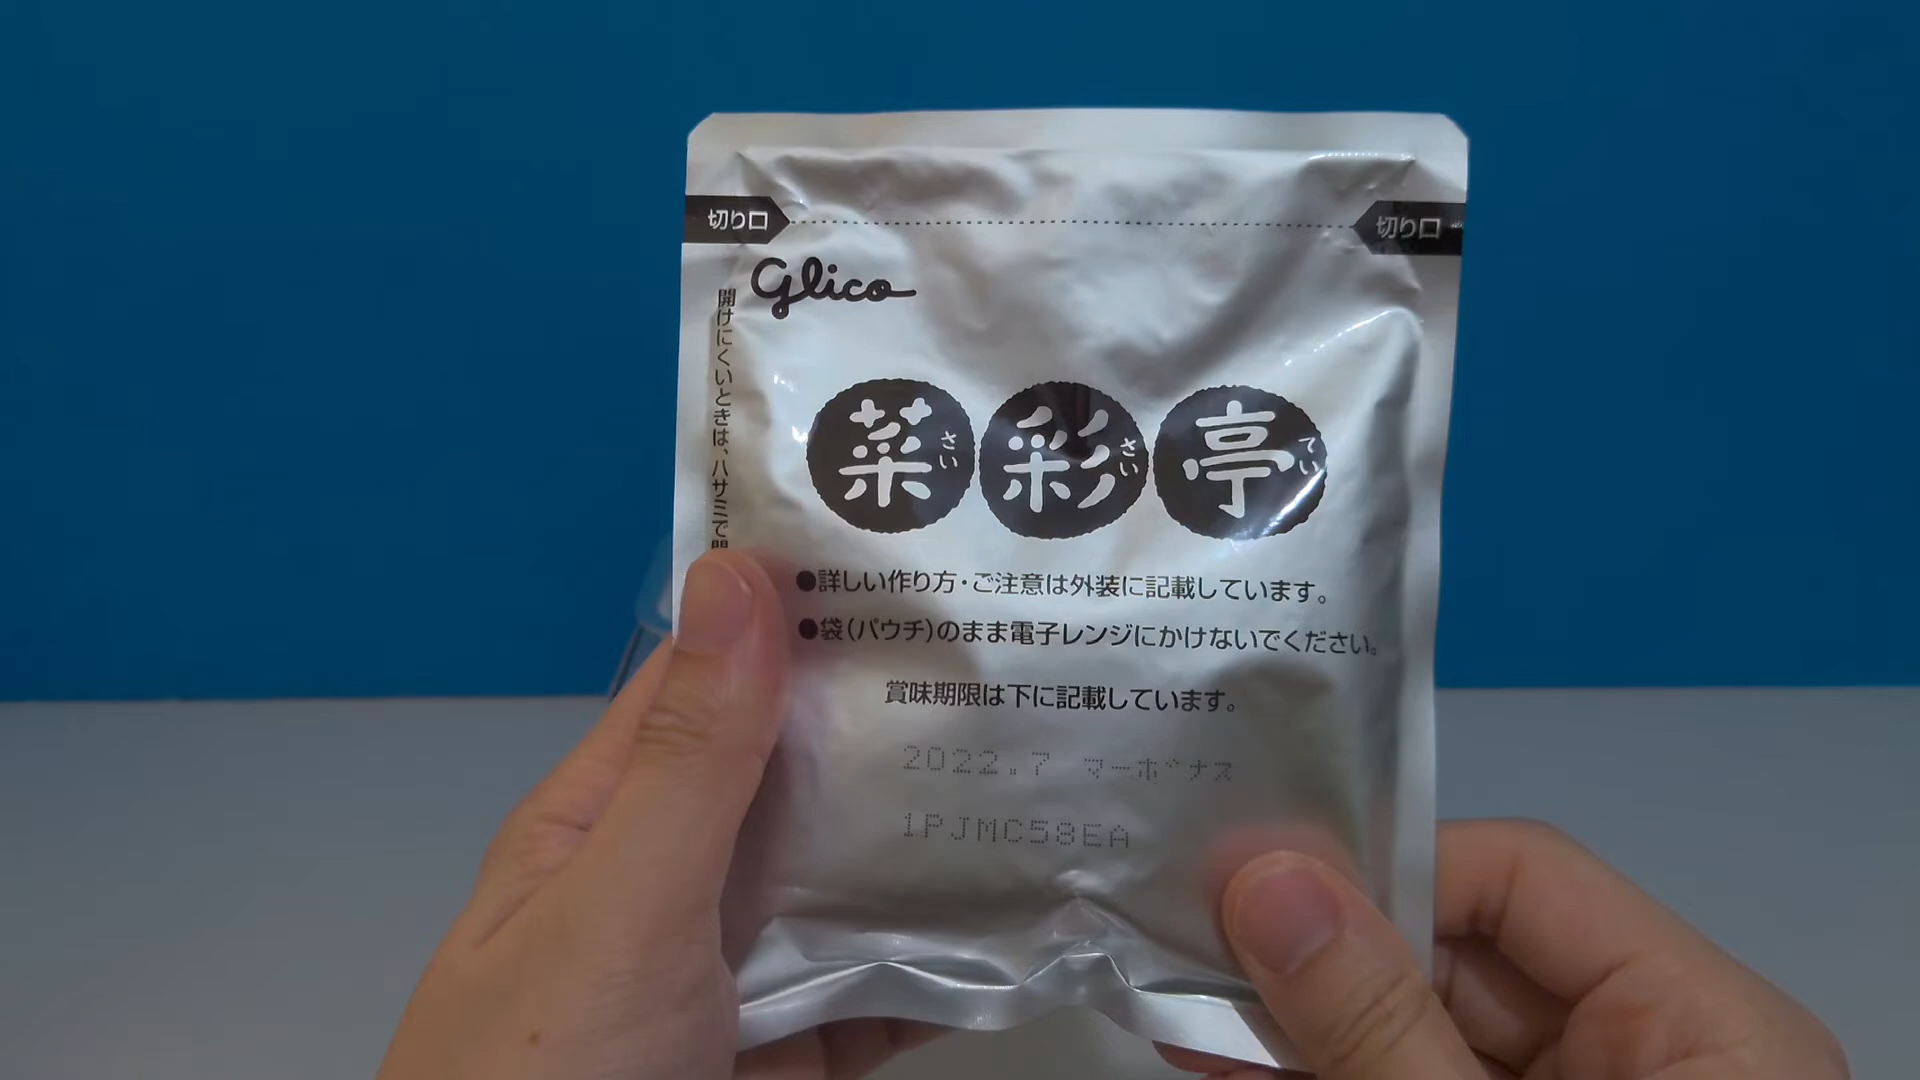 切り口
切り口
glico
開けにくいときは、ハサミで開
菜彩亭
さい
さい
てい
●詳しい作り方・ご注意は外装に記載しています。
●袋(パウチ)のまま電子レンジにかけないでください。
賞味期限は下に記載しています。
2022.7 マーボ゛ナス
1PJMC58EA